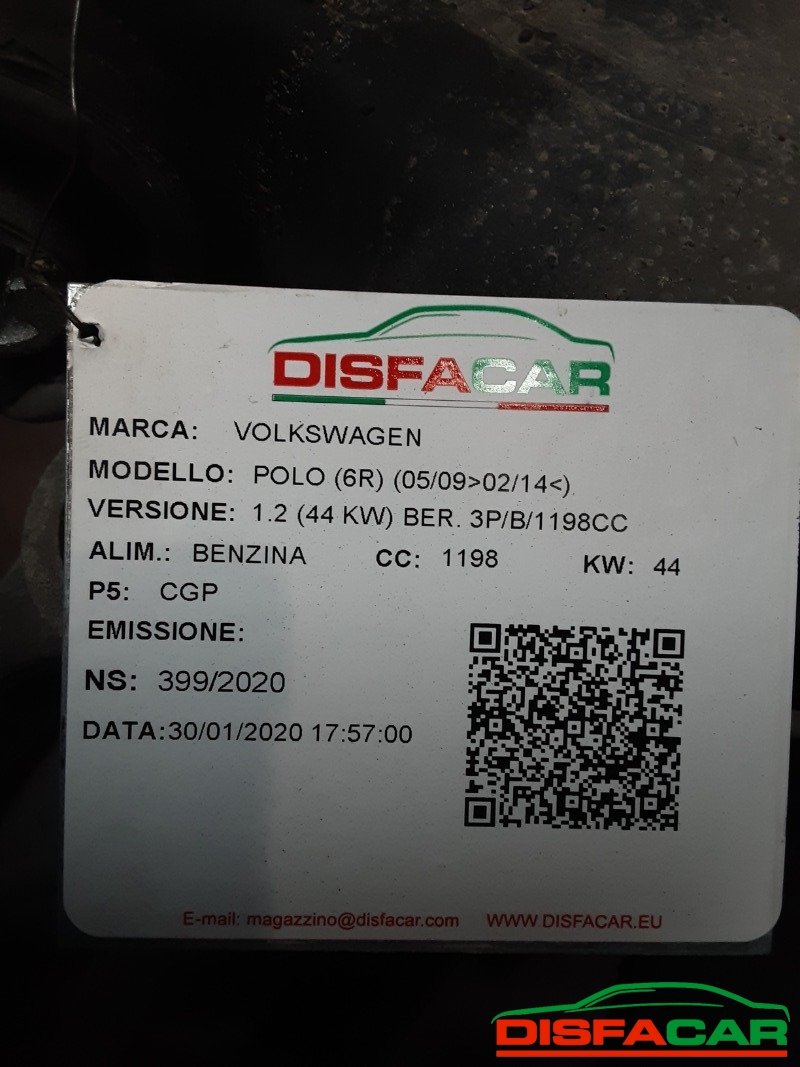 DISFACAR
MARCA: VOLKSWAGEN
MODELLO: POLO (6R) (05/09>02/14<)
VERSIONE: 1.2 (44 KW) BER. 3P/B/1198CC
ALIM.: BENZINA CC: 1198 KW: 44
P5: CGP
EMISSIONE:
NS: 399/2020
DATA:30/01/2020 17:57:00
E-mail: magazzino@disfacar.com WWW.DISFACAR.EU
DISFACAR